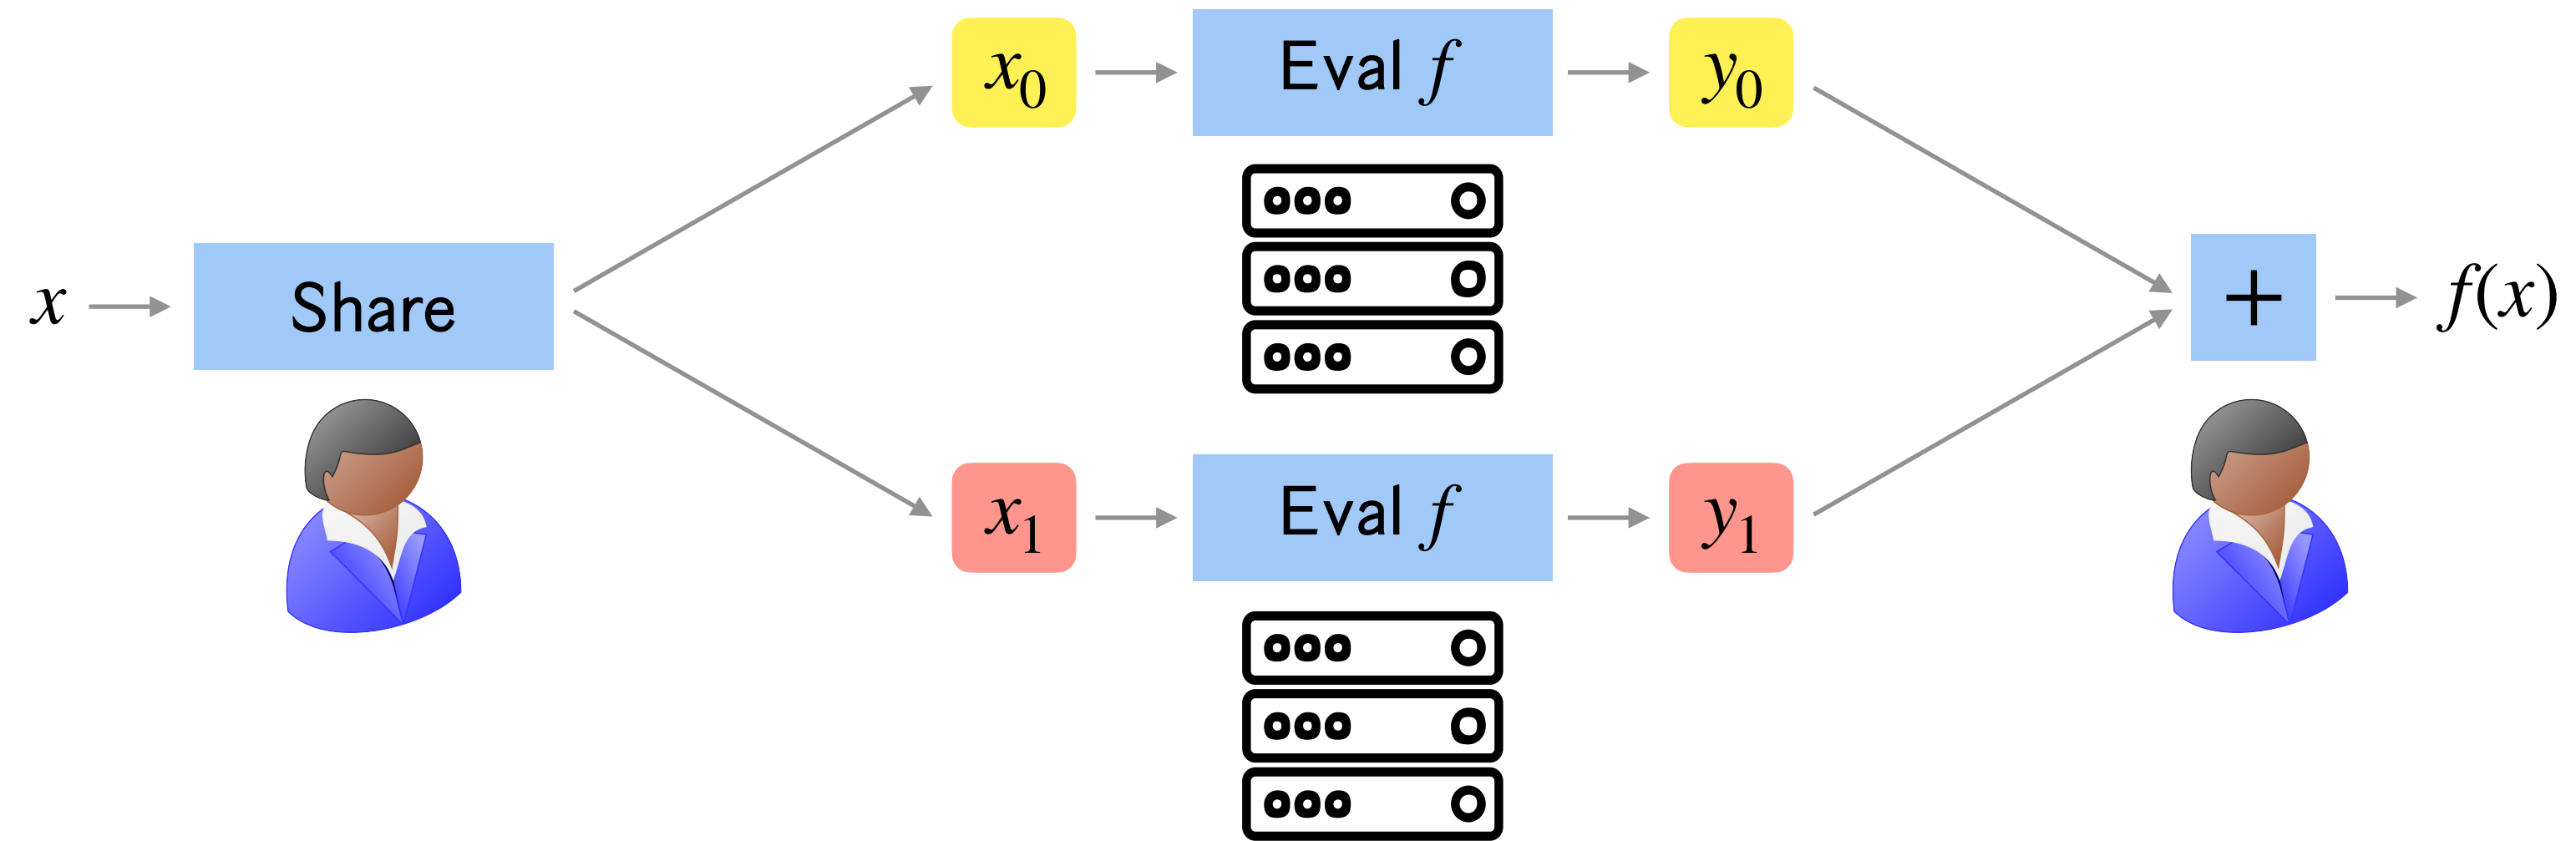 x
Share
x₀
Eval f
y₀
x₁
Eval f
y₁
+
f(x)